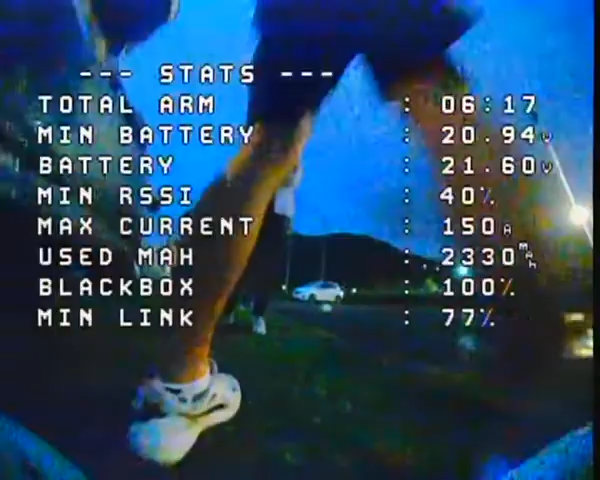 --- STATS ---
TOTAL ARM : 06:17
MIN BATTERY : 20.94V
BATTERY : 21.60V
MIN RSSI : 40%
MAX CURRENT : 150A
USED MAH : 2330mAh
BLACKBOX : 100%
MIN LINK : 77%